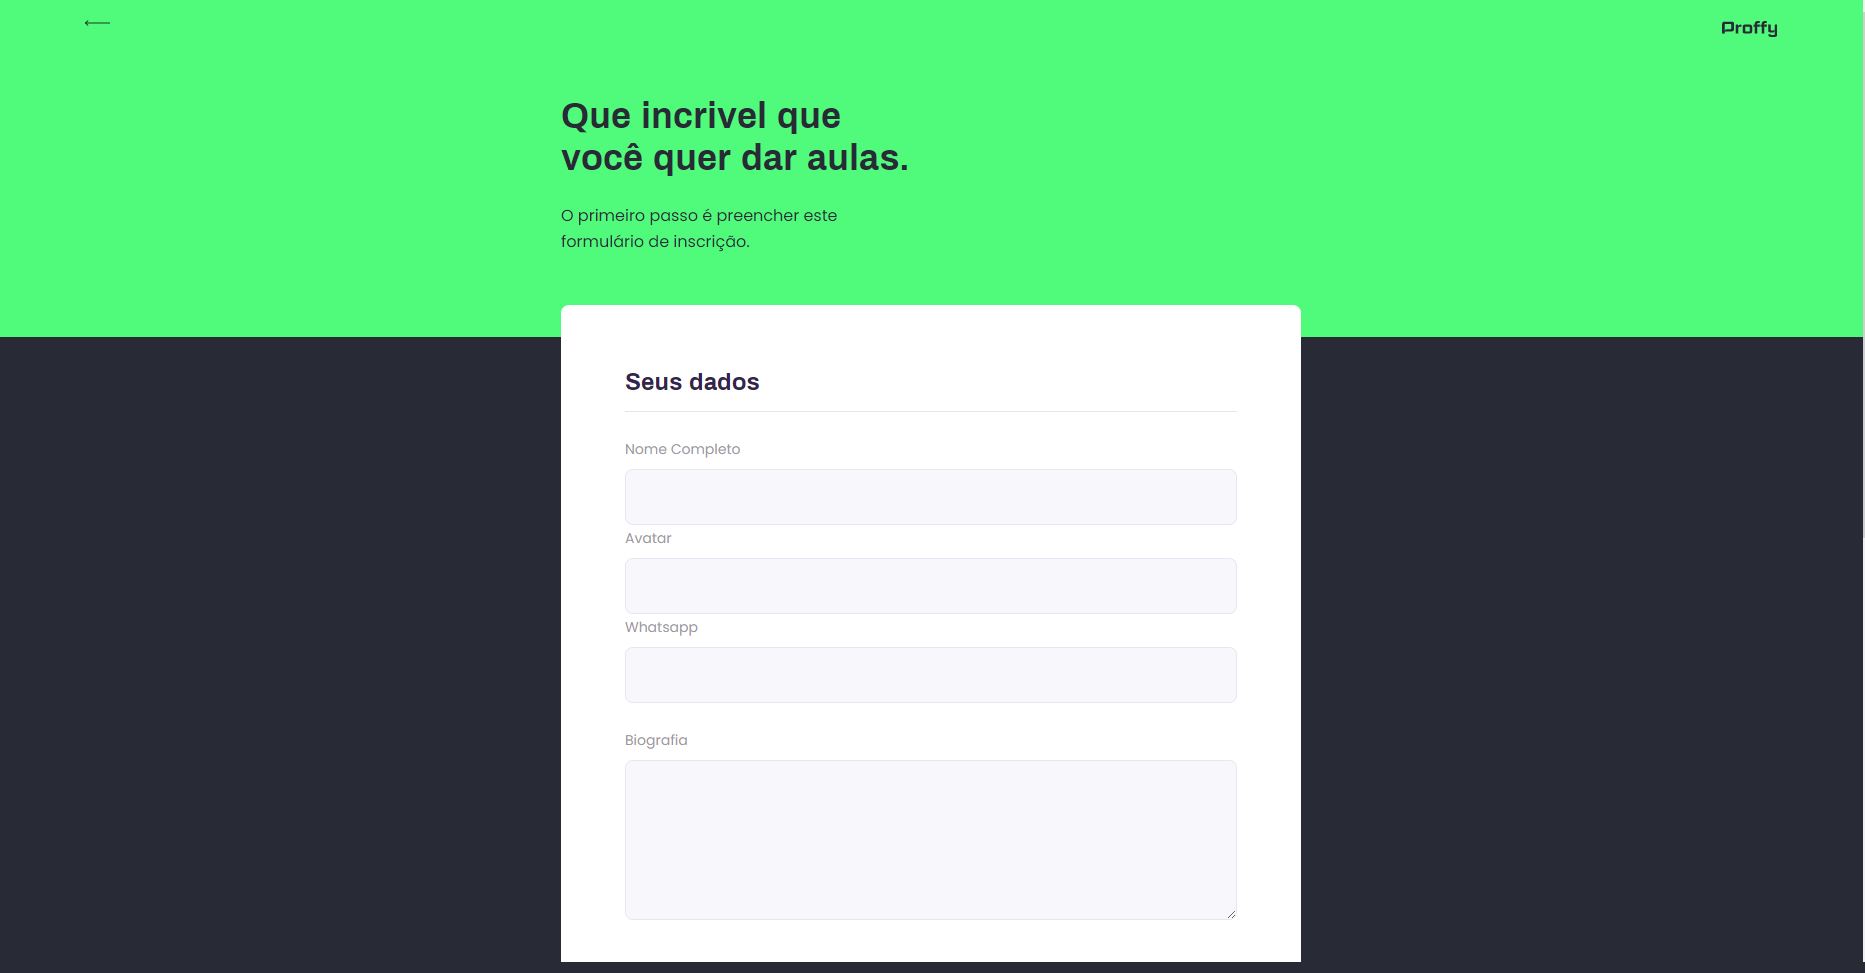 Proffy
Que incrivel que
você quer dar aulas.
O primeiro passo é preencher este
formulário de inscrição.
Seus dados
Nome Completo
Avatar
Whatsapp
Biografia